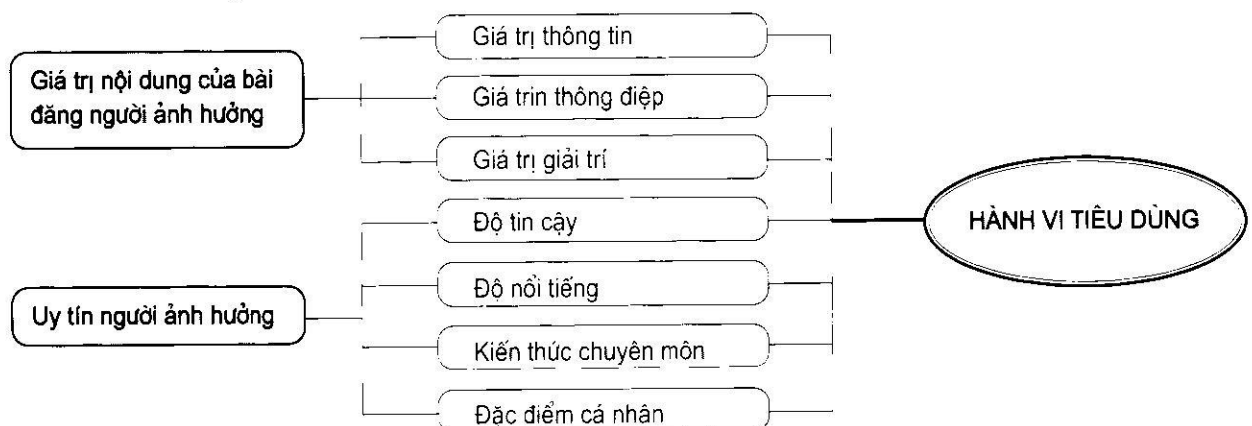 Giá trị nội dung của bài
đăng người ảnh hưởng
Giá trị thông tin
Giá trin thông điệp
Giá trị giải trí
Độ tin cậy
HÀNH VI TIÊU DÙNG
Uy tín người ảnh hưởng
Độ nổi tiếng
Kiến thức chuyên môn
Đặc điểm cá nhân